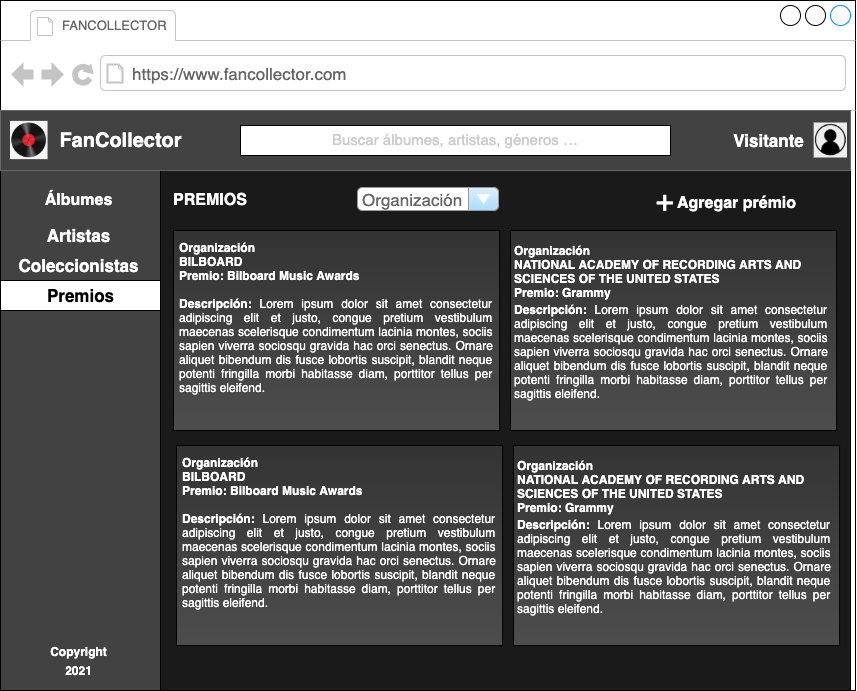 FANCOLLECTOR
https://www.fancollector.com
FanCollector
Buscar álbumes, artistas, géneros ...
Visitante
Álbumes
Artistas
Coleccionistas
Premios
Copyright
2021
PREMIOS
Organización
Agregar prémio
Organización
BILBOARD
Premio: Bilboard Music Awards
Descripción: Lorem ipsum dolor sit amet consectetur
adipiscing elit et justo, congue pretium vestibulum
maecenas scelerisque condimentum lacinia montes, sociis
sapien viverra sociosqu gravida hac orci senectus. Ornare
aliquet bibendum dis fusce lobortis suscipit, blandit neque
potenti fringilla morbi habitasse diam, porttitor tellus per
sagittis eleifend.
Organización
NATIONAL ACADEMY OF RECORDING ARTS AND
SCIENCES OF THE UNITED STATES
Premio: Grammy
Descripción: Lorem ipsum dolor sit amet consectetur
adipiscing elit et justo, congue pretium vestibulum
maecenas scelerisque condimentum lacinia montes, sociis
sapien viverra sociosqu gravida hac orci senectus. Ornare
aliquet bibendum dis fusce lobortis suscipit, blandit neque
potenti fringilla morbi habitasse diam, porttitor tellus per
sagittis eleifend.
Organización
BILBOARD
Premio: Bilboard Music Awards
Descripción: Lorem ipsum dolor sit amet consectetur
adipiscing elit et justo, congue pretium vestibulum
maecenas scelerisque condimentum lacinia montes, sociis
sapien viverra sociosqu gravida hac orci senectus. Ornare
aliquet bibendum dis fusce lobortis suscipit, blandit neque
potenti fringilla morbi habitasse diam, porttitor tellus per
sagittis eleifend.
Organización
NATIONAL ACADEMY OF RECORDING ARTS AND
SCIENCES OF THE UNITED STATES
Premio: Grammy
Descripción: Lorem ipsum dolor sit amet consectetur
adipiscing elit et justo, congue pretium vestibulum
maecenas scelerisque condimentum lacinia montes, sociis
sapien viverra sociosqu gravida hac orci senectus. Ornare
aliquet bibendum dis fusce lobortis suscipit, blandit neque
potenti fringilla morbi habitasse diam, porttitor tellus per
sagittis eleifend.